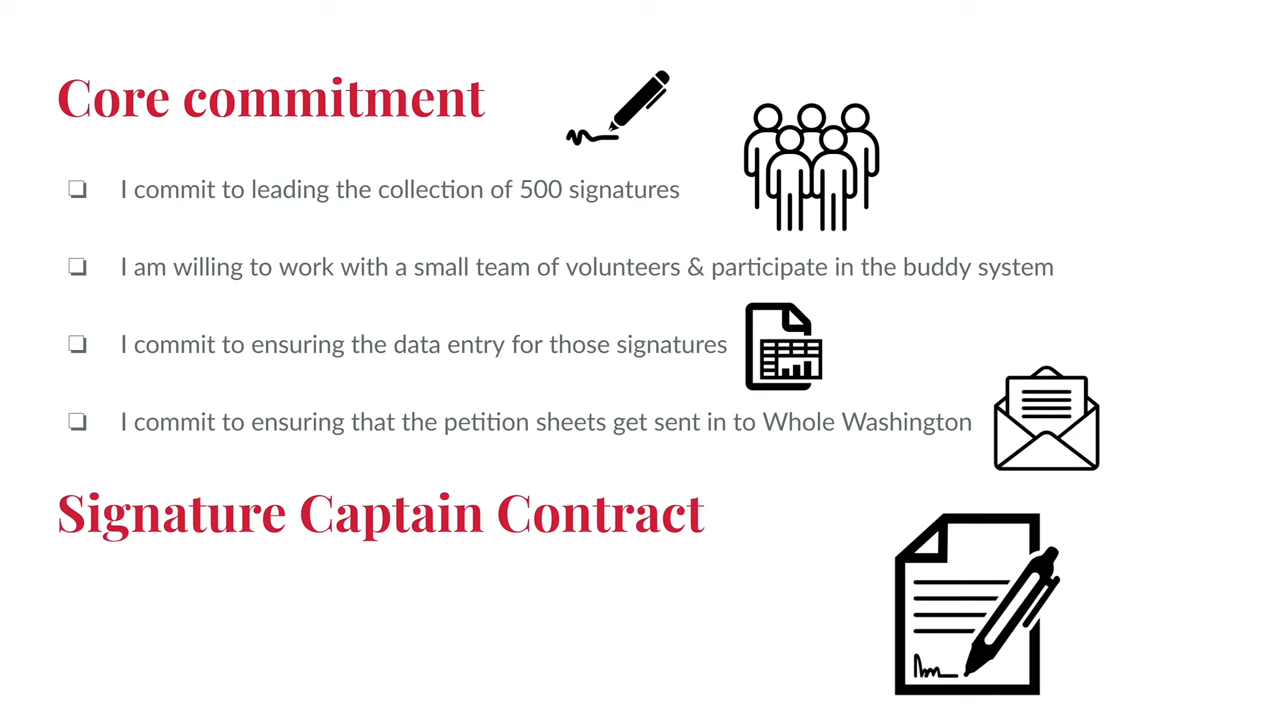 Core commitment
❏ I commit to leading the collection of 500 signatures
❏ I am willing to work with a small team of volunteers & participate in the buddy system
❏ I commit to ensuring the data entry for those signatures
❏ I commit to ensuring that the petition sheets get sent in to Whole Washington
Signature Captain Contract